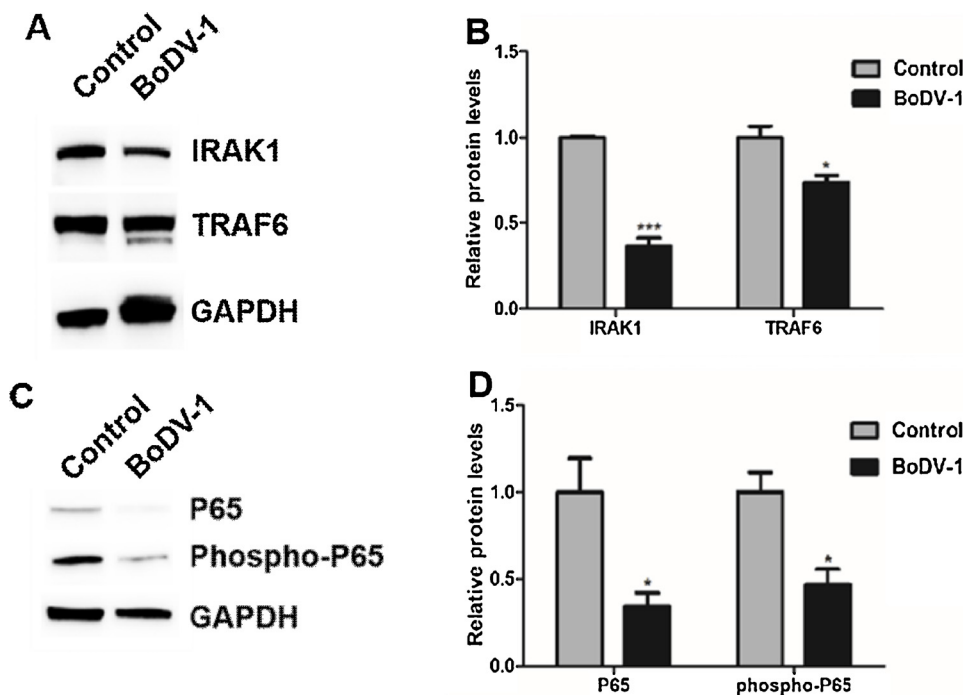 A
Control
BoDV-1
IRAK1
TRAF6
GAPDH
B
Relative protein levels
1.5
1.0
0.5
0.0
***
*
IRAK1
TRAF6
Control
BoDV-1
C
Control
BoDV-1
P65
Phospho-P65
GAPDH
D
Relative protein levels
1.5
1.0
0.5
0.0
*
*
P65
phospho-P65
Control
BoDV-1